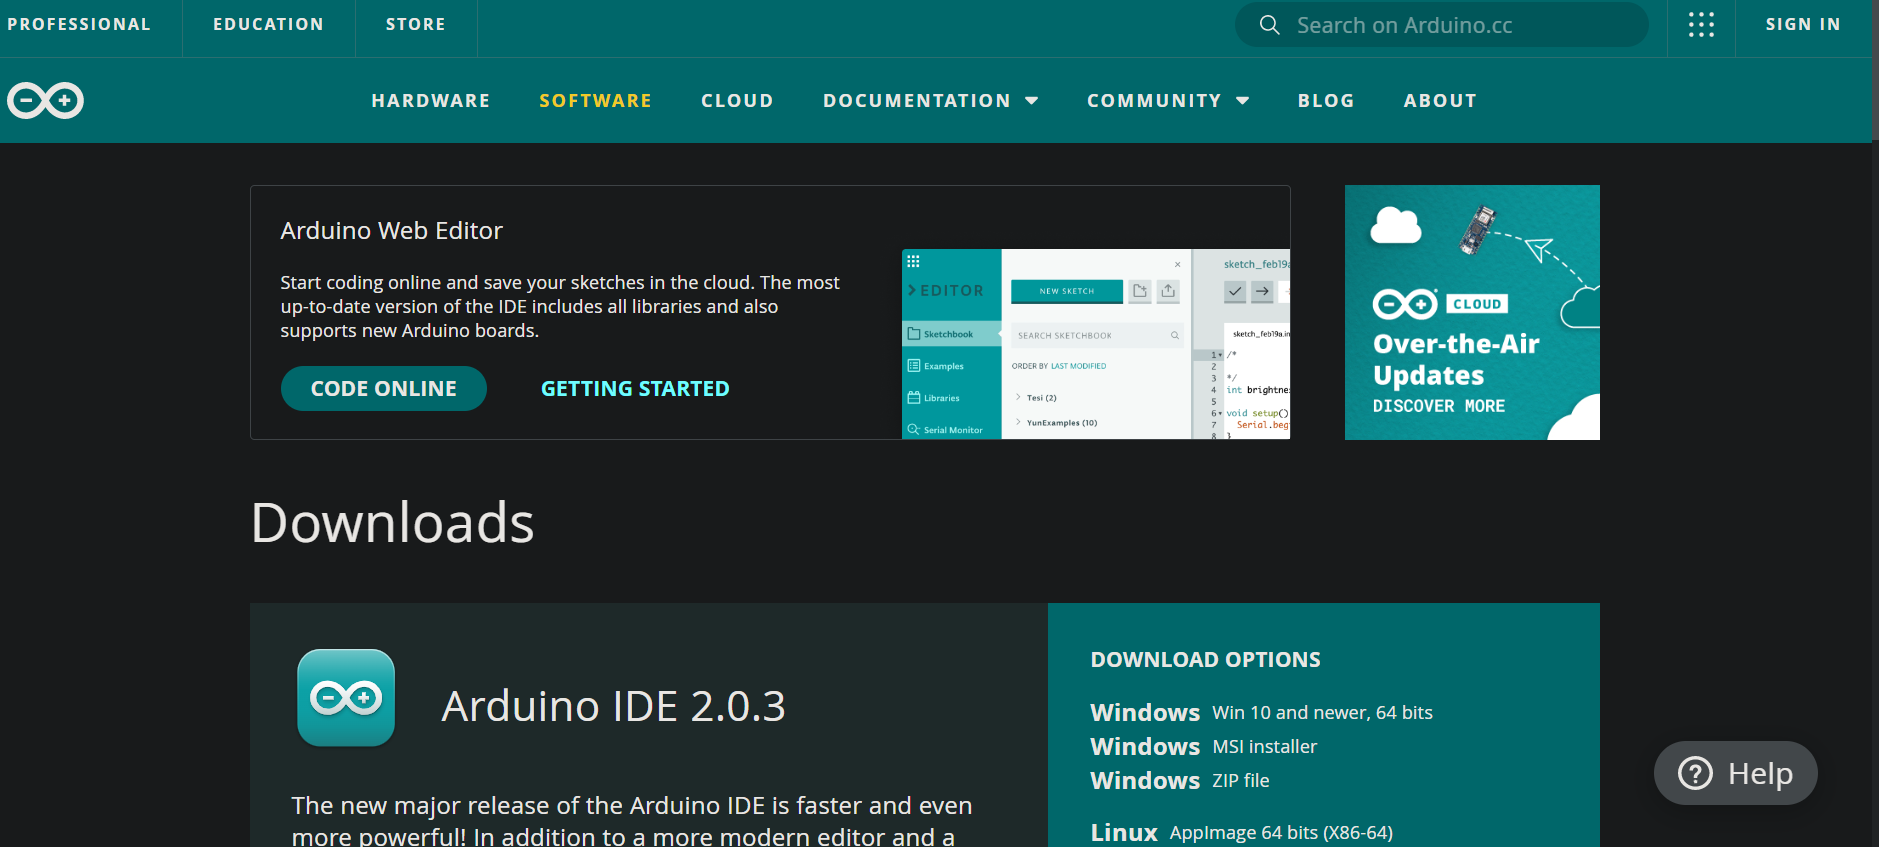 PROFESSIONAL
EDUCATION
STORE
Search on Arduino.cc
SIGN IN
HARDWARE
SOFTWARE
CLOUD
DOCUMENTATION
COMMUNITY
BLOG
ABOUT
Arduino Web Editor
Start coding online and save your sketches in the cloud. The most
up-to-date version of the IDE includes all libraries and also
supports new Arduino boards.
CODE ONLINE
GETTING STARTED
EDITOR
Sketchbook
Examples
Libraries
Serial Monitor
NEW SKETCH
SEARCH SKETCHBOOK
ORDER BY LAST MODIFIED
Tesi (2)
YunExamples (10)
sketch_feb19a
sketch_feb19a.in
1 /*
2
3 */
4 int brightne
5
6 void setup()
7 Serial.beg
8 }
CLOUD
Over-the-Air
Updates
DISCOVER MORE
Downloads
Arduino IDE 2.0.3
The new major release of the Arduino IDE is faster and even
more powerful! In addition to a more modern editor and a
DOWNLOAD OPTIONS
Windows Win 10 and newer, 64 bits
Windows MSI installer
Windows ZIP file
Linux AppImage 64 bits (X86-64)
Help